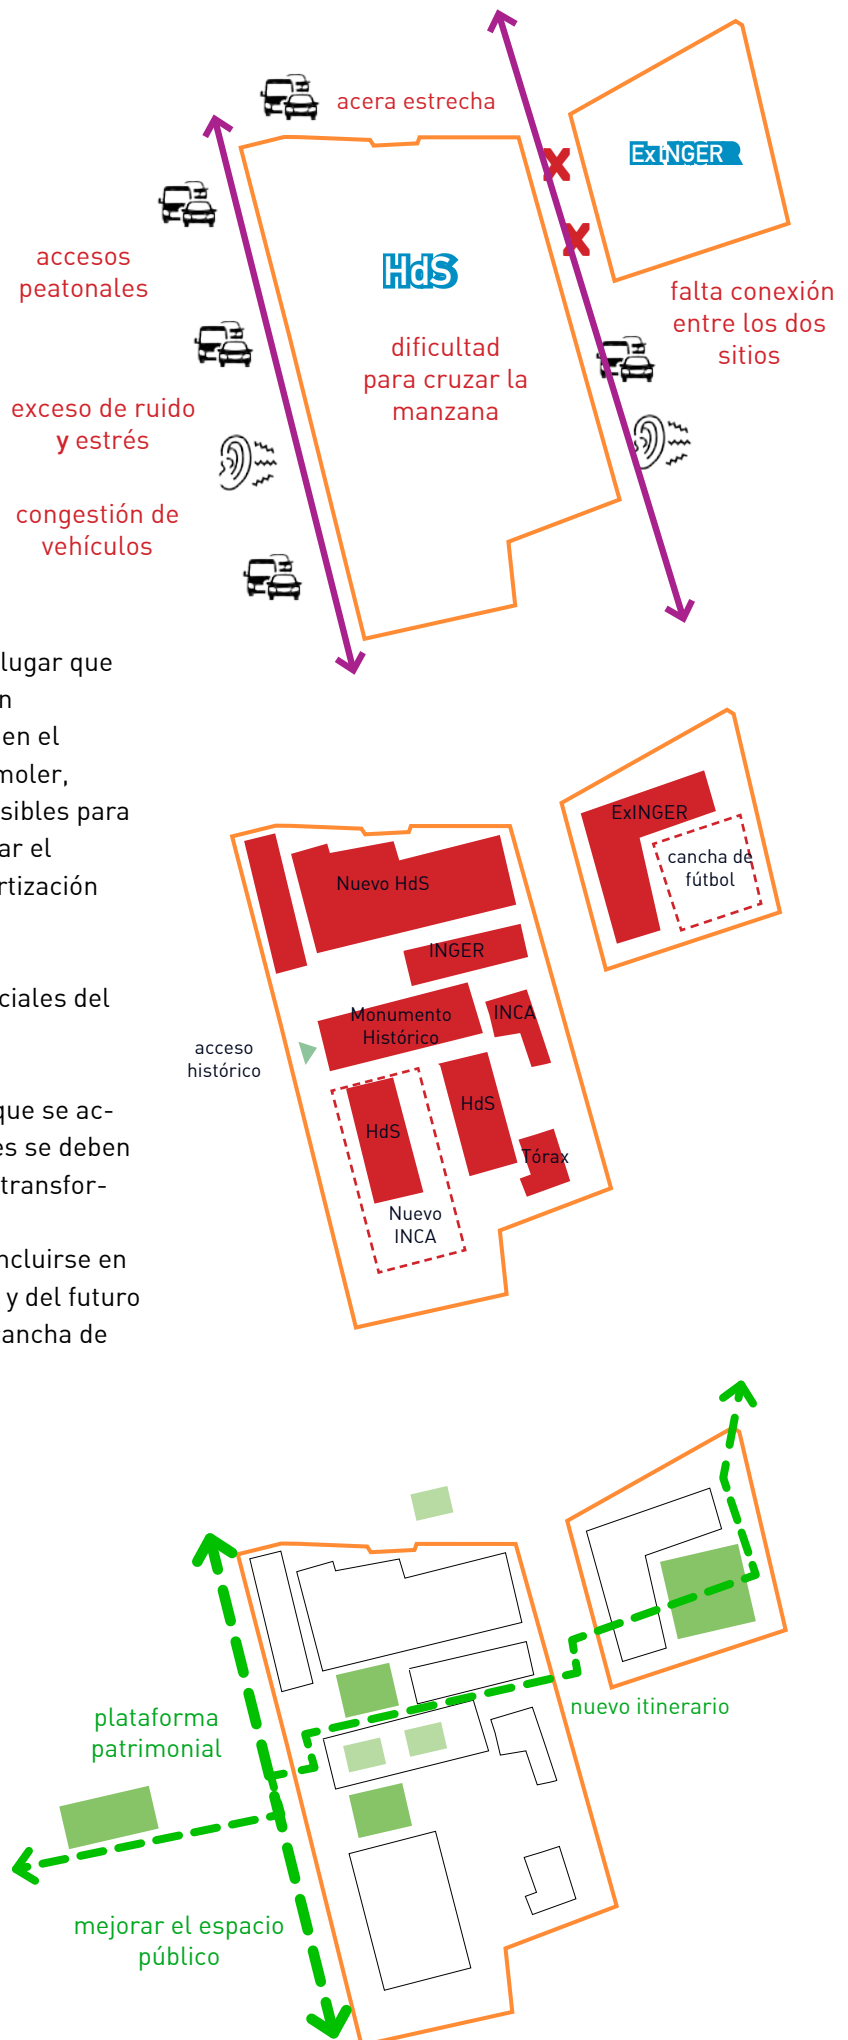 acera estrecha
ExINGER
HdS
accesos
peatonales
falta conexión
entre los dos
sitios
dificultad
para cruzar la
manzana
exceso de ruido
y estrés
congestión de
vehículos
lugar que
n
en el
moler,
sibles para
ar el
rtización
ciales del
que se ac-
es se deben
transfor-
ncluirse en
y del futuro
ancha de
ExINGER
cancha de
fútbol
Nuevo HdS
INGER
Monumento
Histórico
INCA
acceso
histórico
HdS
HdS
Tórax
Nuevo
INCA
nuevo itinerario
plataforma
patrimonial
mejorar el espacio
público